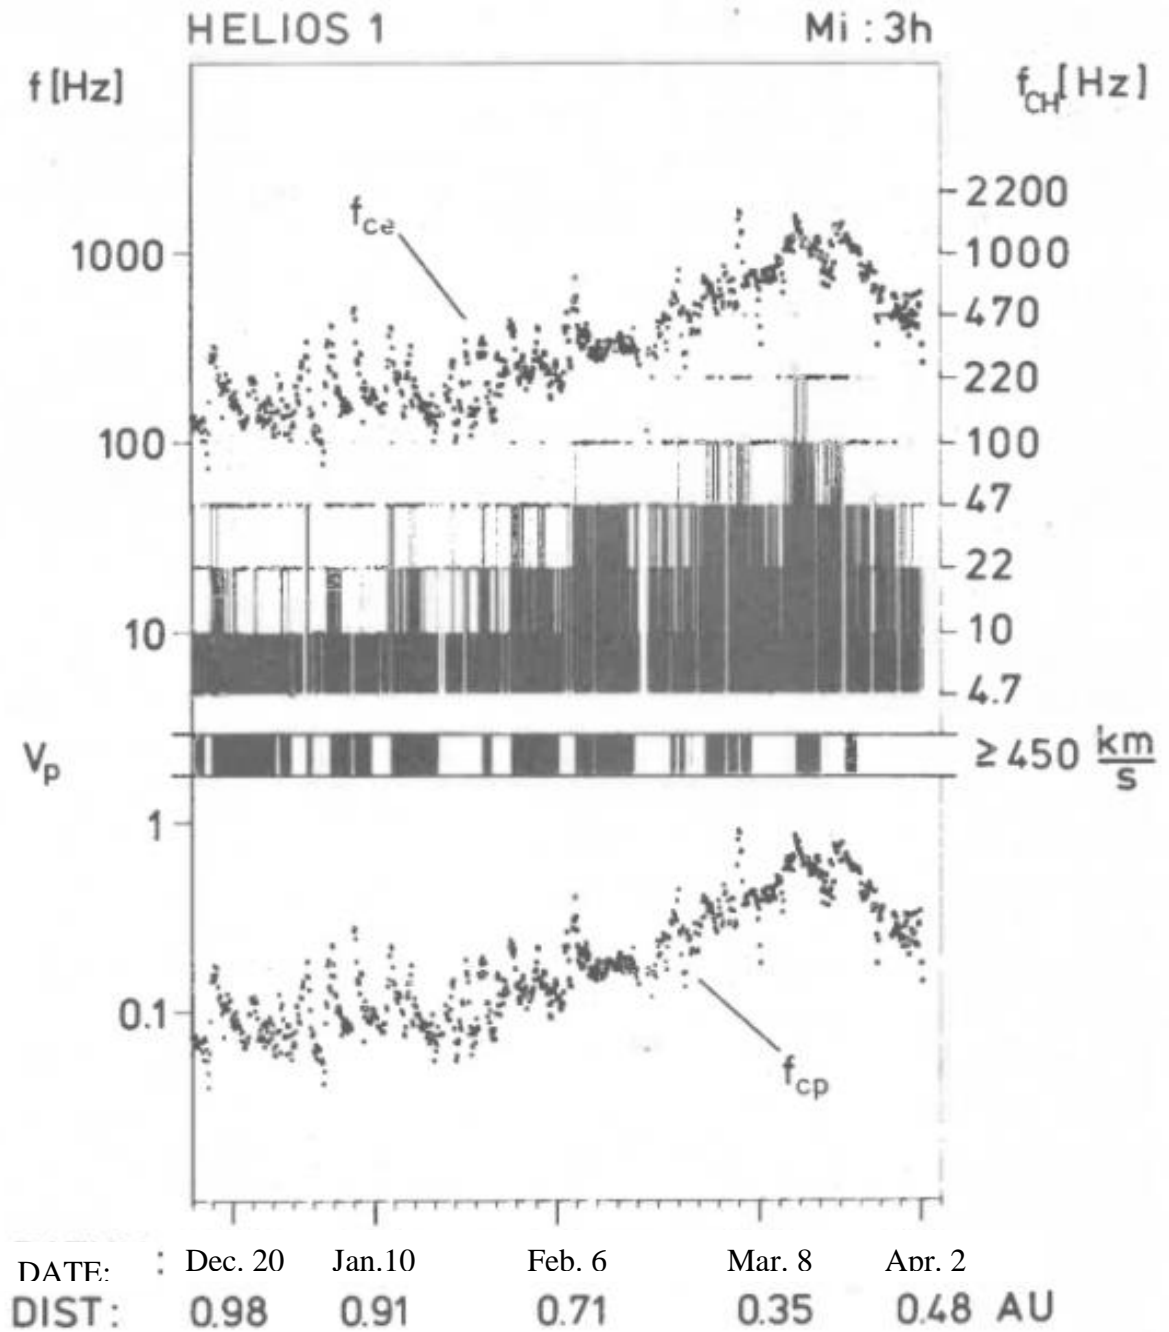 HELIOS 1 Mi : 3h
f [Hz] f_CH [Hz]
2200
f_ce
1000 1000
470
220
100 100
47
22
10 10
4.7
V_p ≥ 450 km/s
1
0.1
f_cp
DATE: : Dec. 20 Jan.10 Feb. 6 Mar. 8 Apr. 2
DIST : 0.98 0.91 0.71 0.35 0.48 AU